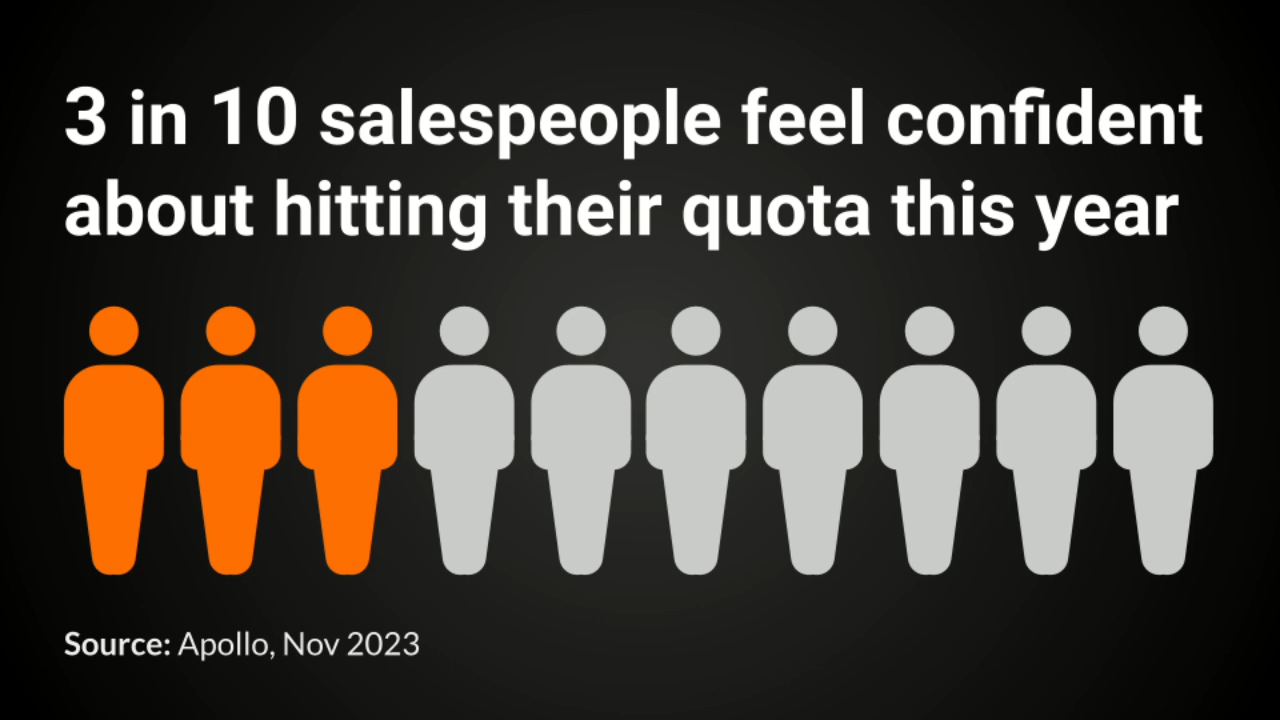 3 in 10 salespeople feel confident
about hitting their quota this year
Source: Apollo, Nov 2023